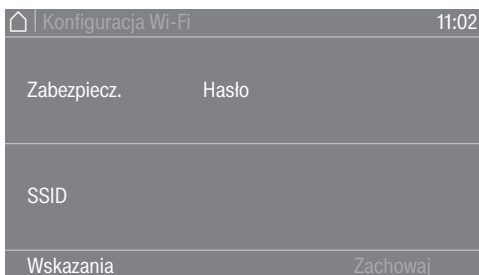 Konfiguracja Wi-Fi 11:02
Zabezpiecz. Hasło
SSID
Wskazania Zachowaj